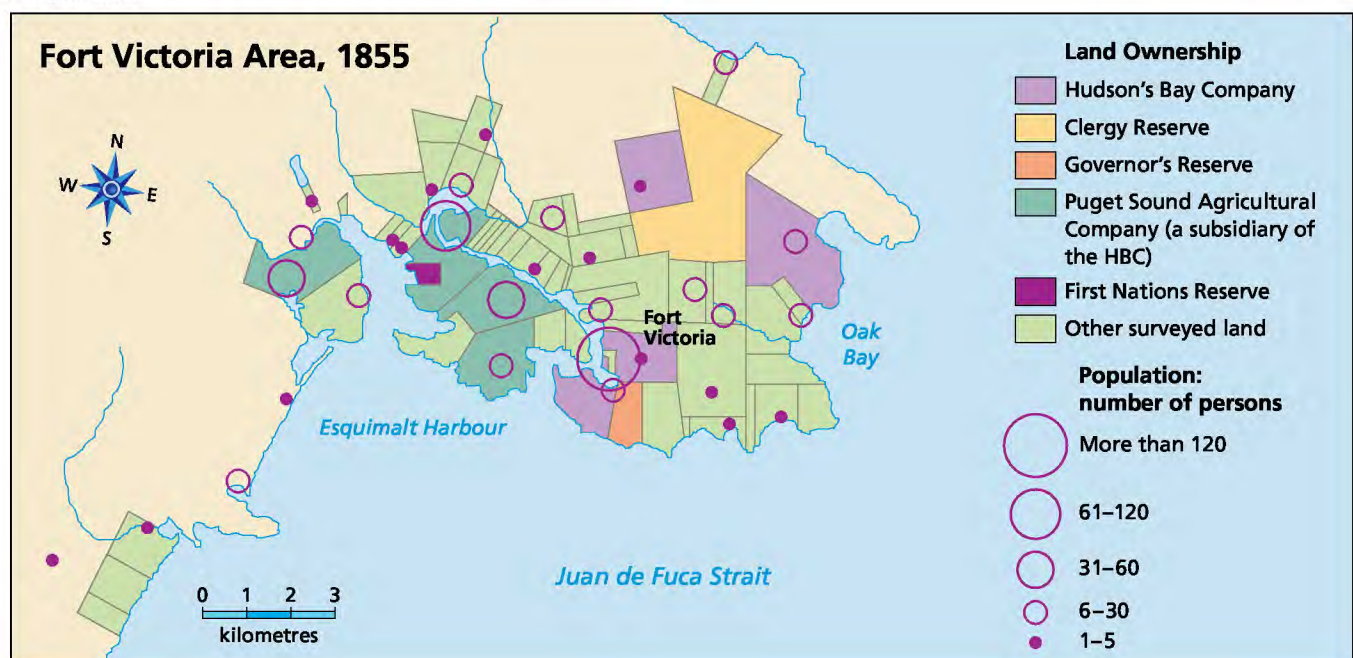 Fort Victoria Area, 1855
N
W
E
S
Fort
Victoria
Oak
Bay
Esquimalt Harbour
Juan de Fuca Strait
0 1 2 3
kilometres
Land Ownership
Hudson's Bay Company
Clergy Reserve
Governor's Reserve
Puget Sound Agricultural
Company (a subsidiary of
the HBC)
First Nations Reserve
Other surveyed land
Population:
number of persons
More than 120
61–120
31–60
6–30
1–5